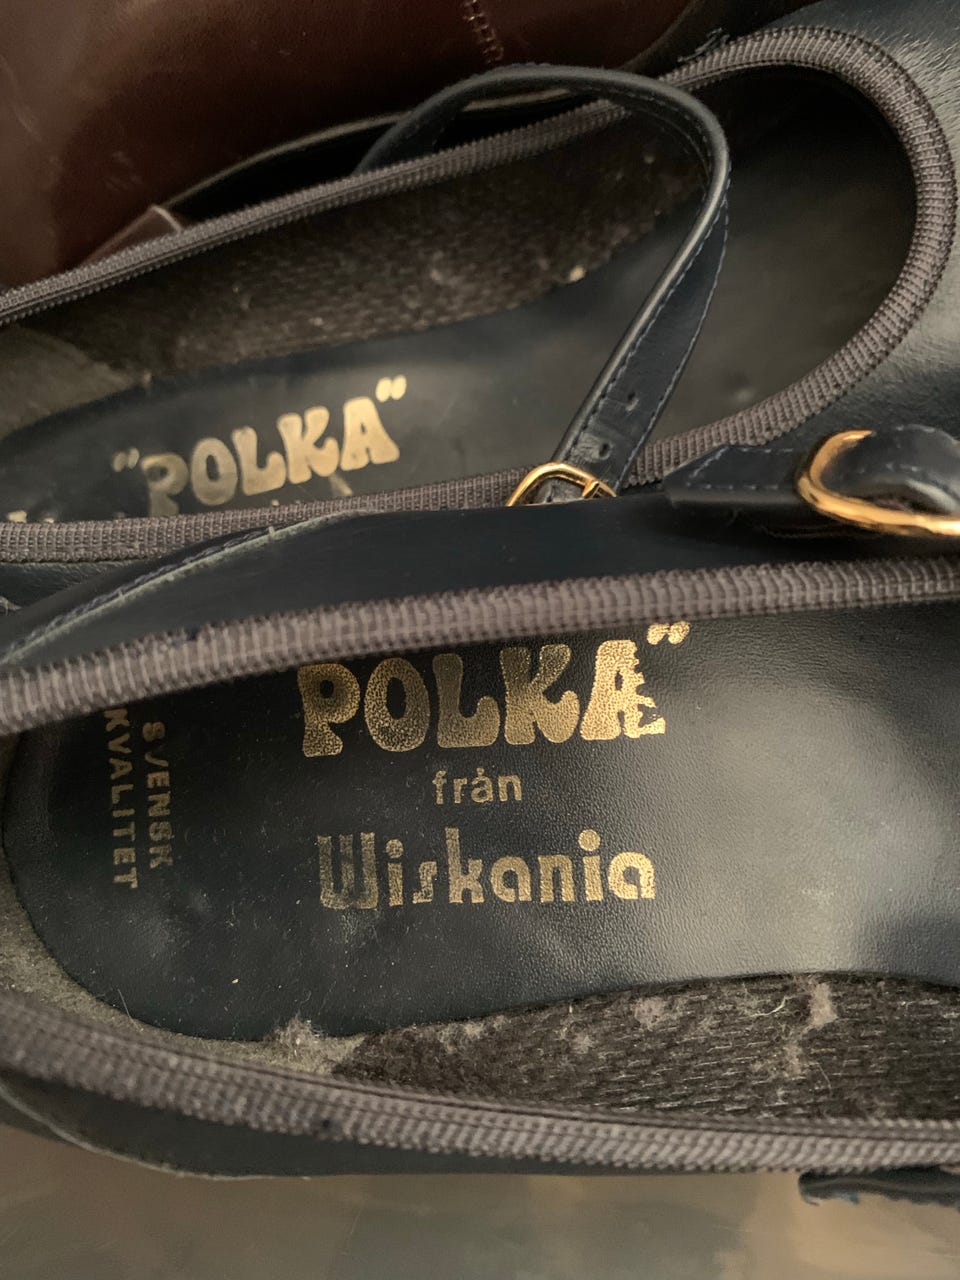 "POLKA"
POLKA"
från
Wiskania
SVENSK
KVALITET